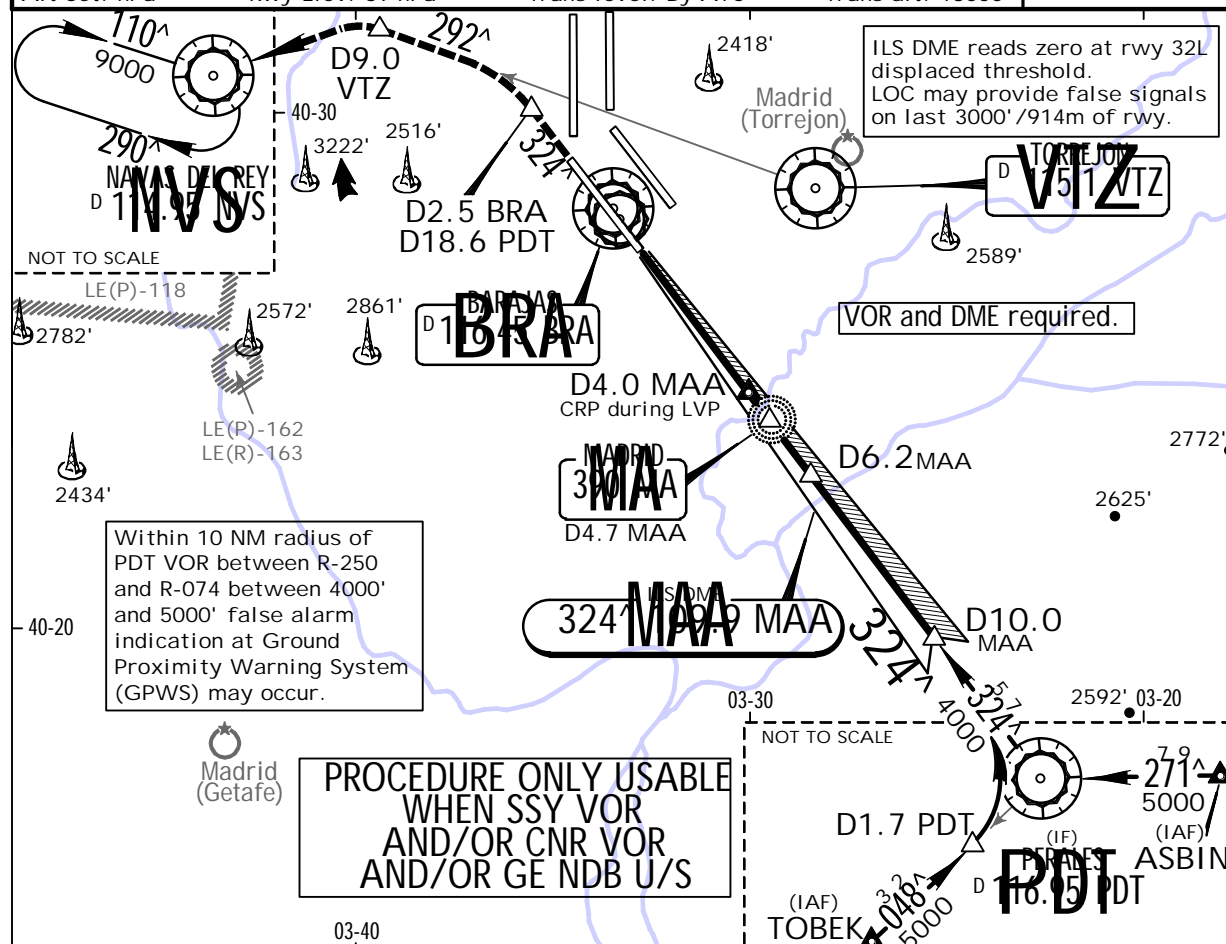 110^
9000
290^
NAVAS DEL REY
D 114.95 NVS
NVS
NOT TO SCALE
D9.0
VTZ
292^
324^
2418'
ILS DME reads zero at rwy 32L
displaced threshold.
LOC may provide false signals
on last 3000'/914m of rwy.
Madrid
(Torrejon)
40-30
3222'
2516'
TORREJON
D 115.1 VTZ
VTZ
D2.5 BRA
D18.6 PDT
2589'
LE(P)-118
2782'
2572'
2861'
BARAJAS
D 116.45 BRA
BRA
VOR and DME required.
D4.0 MAA
CRP during LVP
LE(P)-162
LE(R)-163
2434'
MADRID
390 MA
MA
D4.7 MAA
D6.2 MAA
2772'
2625'
Within 10 NM radius of
PDT VOR between R-250
and R-074 between 4000'
and 5000' false alarm
indication at Ground
Proximity Warning System
(GPWS) may occur.
ILS DME
324^ 109.9 MAA
MAA
40-20
324^
D10.0
MAA
5.7
324^
4000
03-30
2592'
03-20
NOT TO SCALE
Madrid
(Getafe)
PROCEDURE ONLY USABLE
WHEN SSY VOR
AND/OR CNR VOR
AND/OR GE NDB U/S
7.9
271^
5000
D1.7 PDT
(IF)
PERALES
D 116.95 PDT
PDT
(IAF)
ASBIN
3.2
048^
5000
(IAF)
TOBEK
03-40